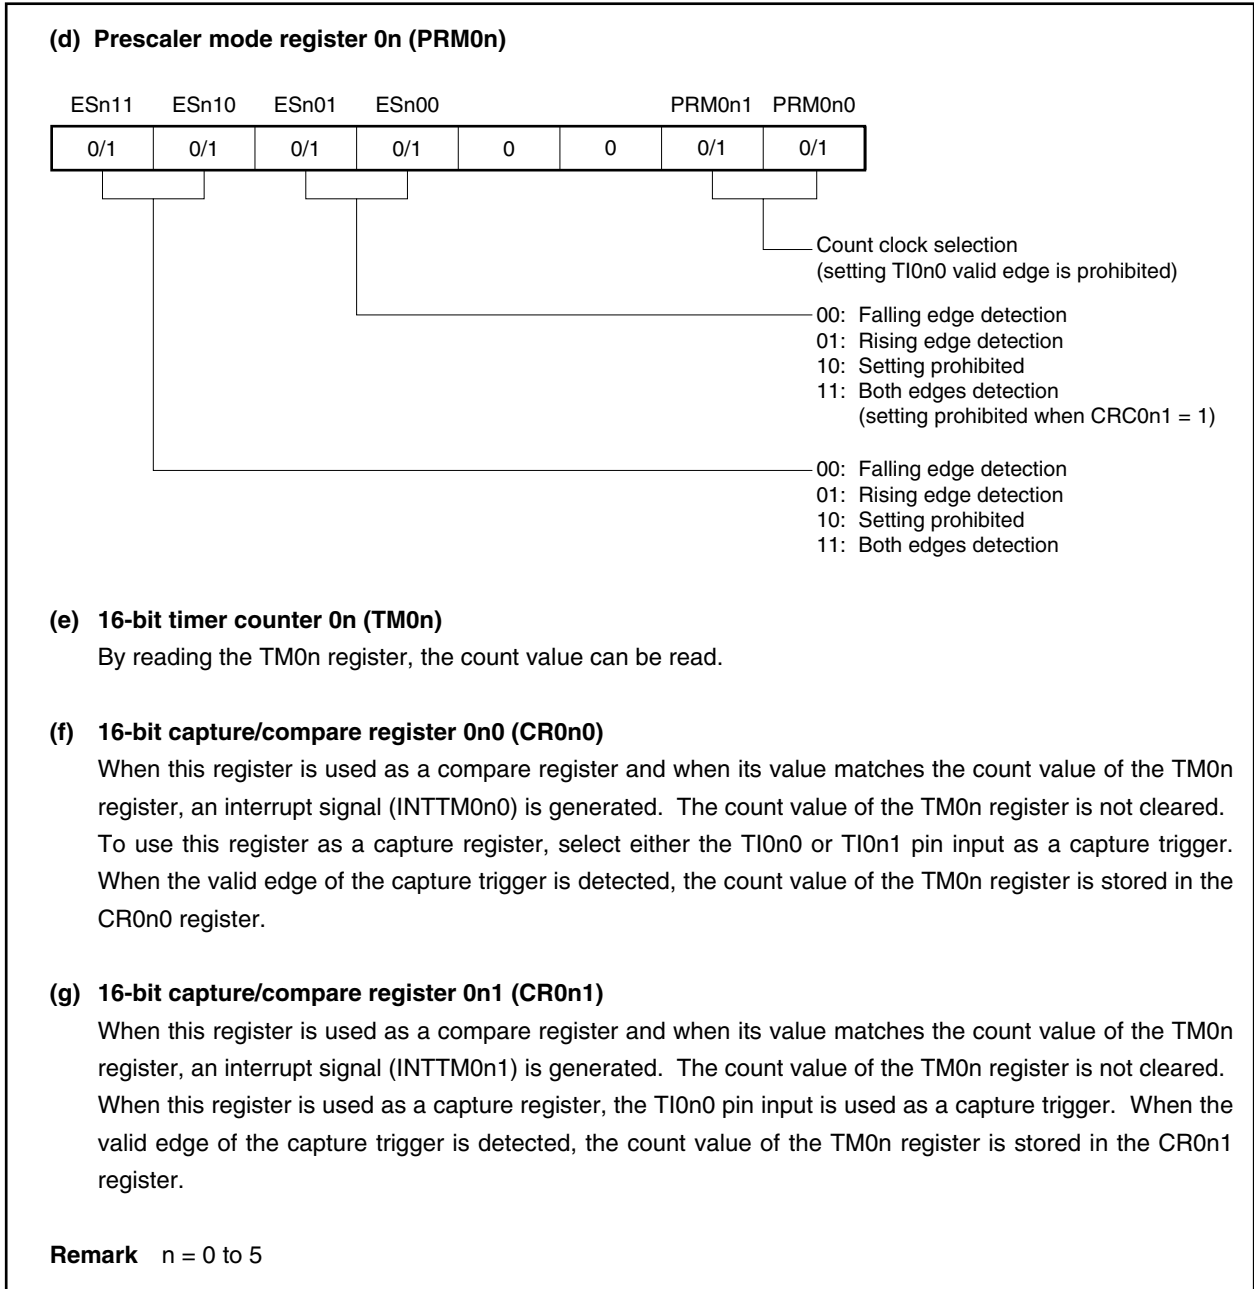 (d) Prescaler mode register 0n (PRM0n)
ESn11 ESn10 ESn01 ESn00 PRM0n1 PRM0n0
0/1 0/1 0/1 0/1 0 0 0/1 0/1
Count clock selection
(setting TI0n0 valid edge is prohibited)
00: Falling edge detection
01: Rising edge detection
10: Setting prohibited
11: Both edges detection
(setting prohibited when CRC0n1 = 1)
00: Falling edge detection
01: Rising edge detection
10: Setting prohibited
11: Both edges detection
(e) 16-bit timer counter 0n (TM0n)
By reading the TM0n register, the count value can be read.
(f) 16-bit capture/compare register 0n0 (CR0n0)
When this register is used as a compare register and when its value matches the count value of the TM0n
register, an interrupt signal (INTTM0n0) is generated. The count value of the TM0n register is not cleared.
To use this register as a capture register, select either the TI0n0 or TI0n1 pin input as a capture trigger.
When the valid edge of the capture trigger is detected, the count value of the TM0n register is stored in the
CR0n0 register.
(g) 16-bit capture/compare register 0n1 (CR0n1)
When this register is used as a compare register and when its value matches the count value of the TM0n
register, an interrupt signal (INTTM0n1) is generated. The count value of the TM0n register is not cleared.
When this register is used as a capture register, the TI0n0 pin input is used as a capture trigger. When the
valid edge of the capture trigger is detected, the count value of the TM0n register is stored in the CR0n1
register.
Remark n = 0 to 5